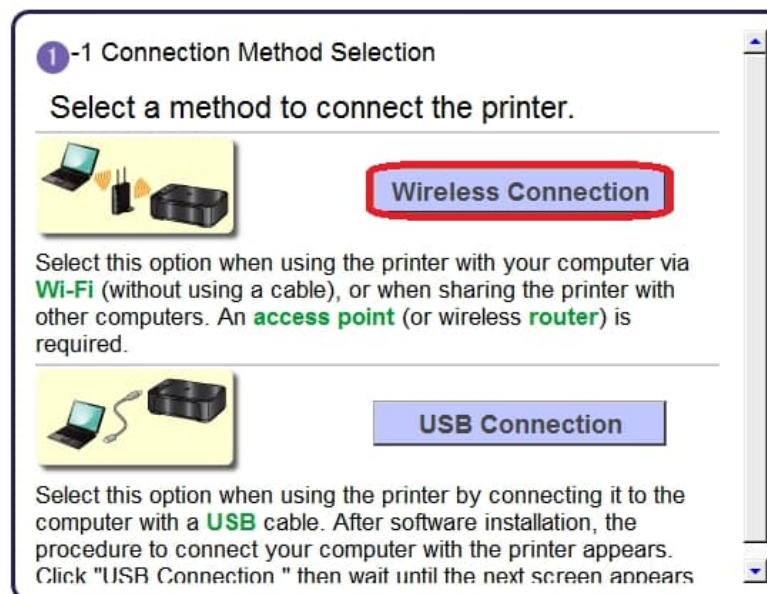 1-1 Connection Method Selection
Select a method to connect the printer.
Wireless Connection
Select this option when using the printer with your computer via
Wi-Fi (without using a cable), or when sharing the printer with
other computers. An access point (or wireless router) is
required.
USB Connection
Select this option when using the printer by connecting it to the
computer with a USB cable. After software installation, the
procedure to connect your computer with the printer appears.
Click "USB Connection," then wait until the next screen appears